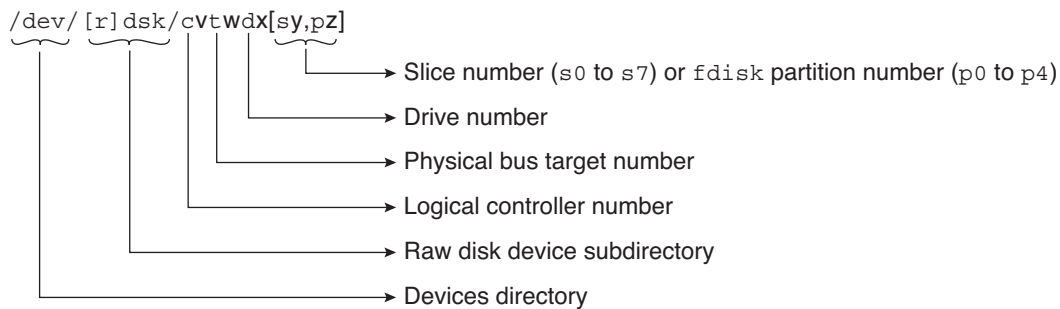 /dev/[r]dsk/cvtwdx[sy,pz]
Slice number (s0 to s7) or fdisk partition number (p0 to p4)
Drive number
Physical bus target number
Logical controller number
Raw disk device subdirectory
Devices directory